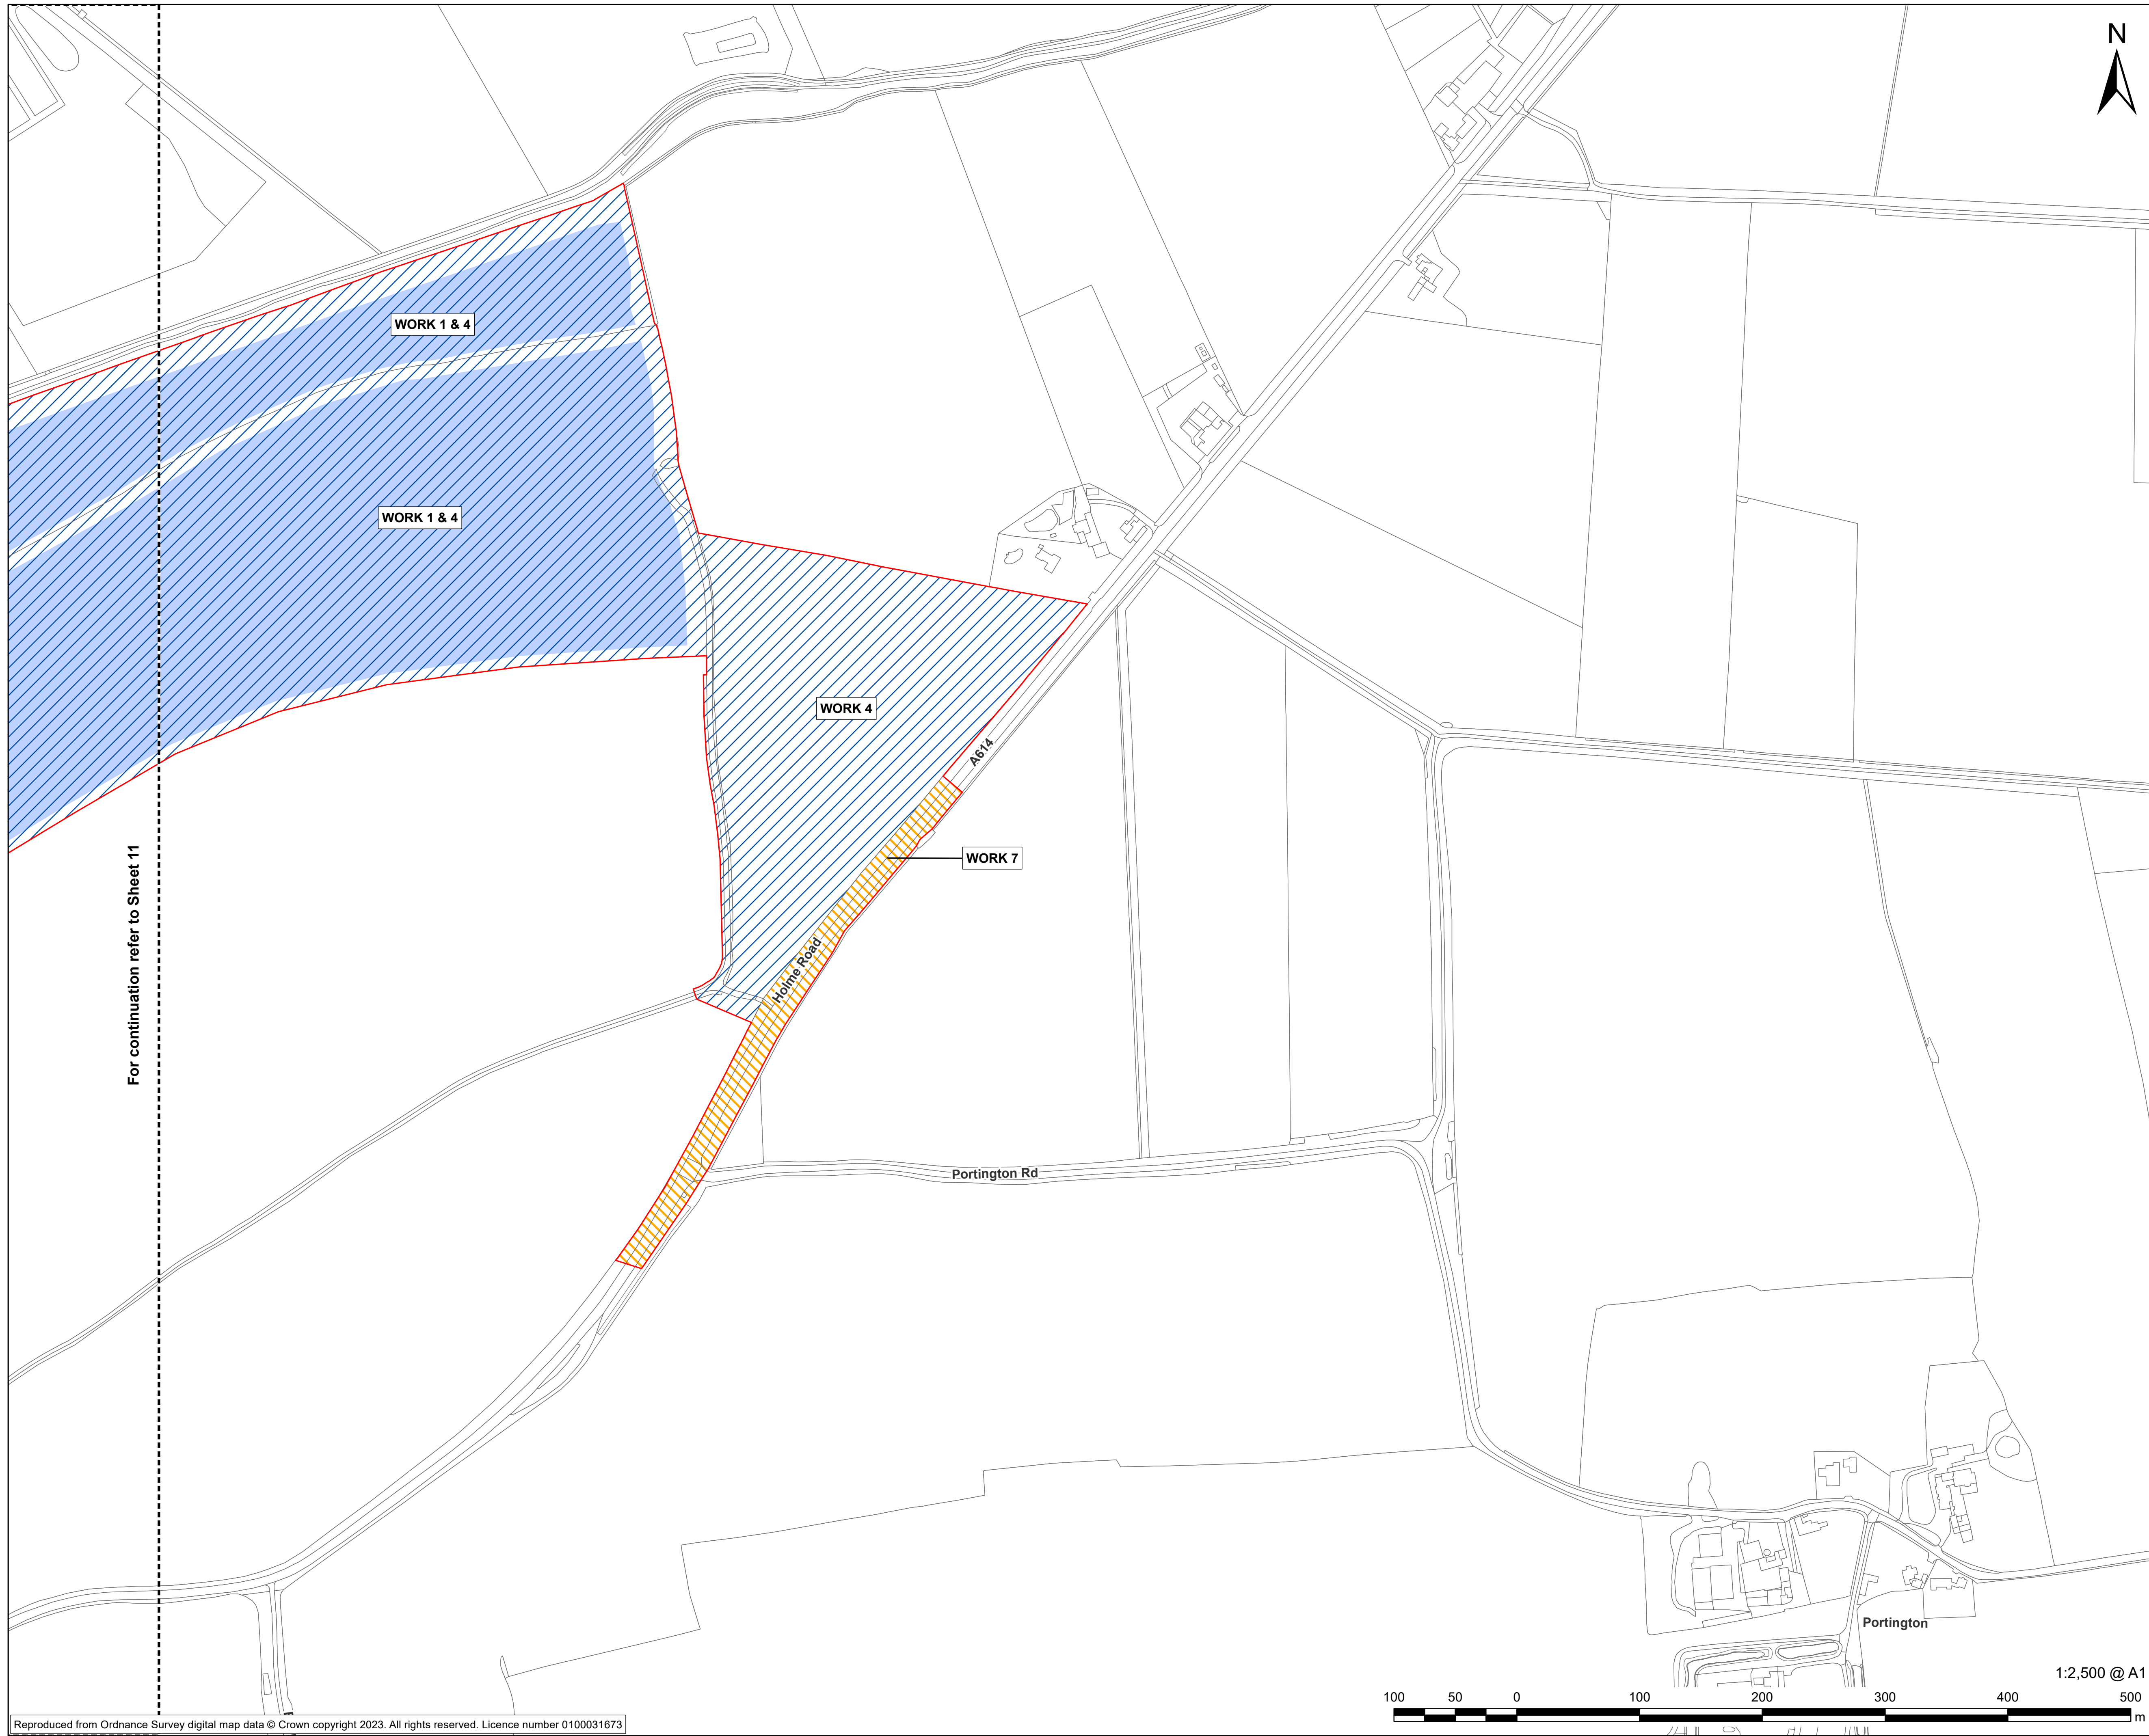 N
WORK 1 & 4
WORK 1 & 4
WORK 4
A614
For continuation refer to Sheet 11
WORK 7
Holme Road
Portington Rd
Portington
1:2,500 @ A1
100 50 0 100 200 300 400 500
m
Reproduced from Ordnance Survey digital map data © Crown copyright 2023. All rights reserved. Licence number 0100031673